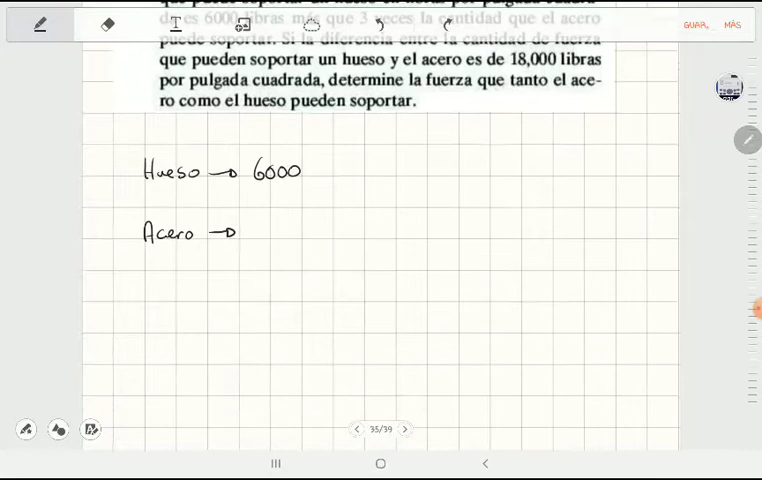 GUAR. MÁS
d es 6000 libras más que 3 veces la cantidad que el acero
puede soportar. Si la diferencia entre la cantidad de fuerza
que pueden soportar un hueso y el acero es de 18,000 libras
por pulgada cuadrada, determine la fuerza que tanto el ace-
ro como el hueso pueden soportar.
Hueso → 6000
Acero →
35/39